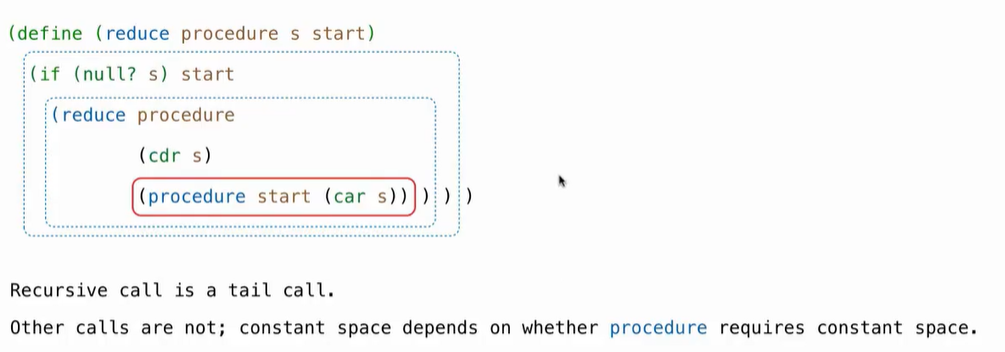 (define (reduce procedure s start)
(if (null? s) start
(reduce procedure
(cdr s)
(procedure start (car s)) ) ) )
Recursive call is a tail call.
Other calls are not; constant space depends on whether procedure requires constant space.